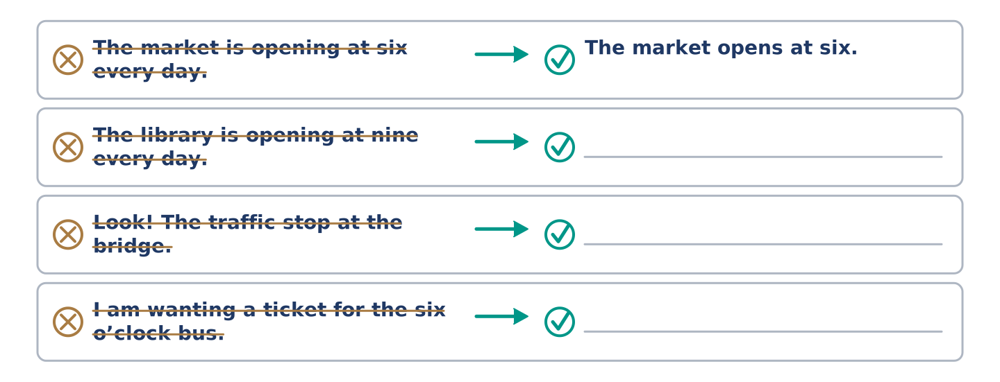 The market is opening at six
every day.
The market opens at six.
The library is opening at nine
every day.
Look! The traffic stop at the
bridge.
I am wanting a ticket for the six
o’clock bus.